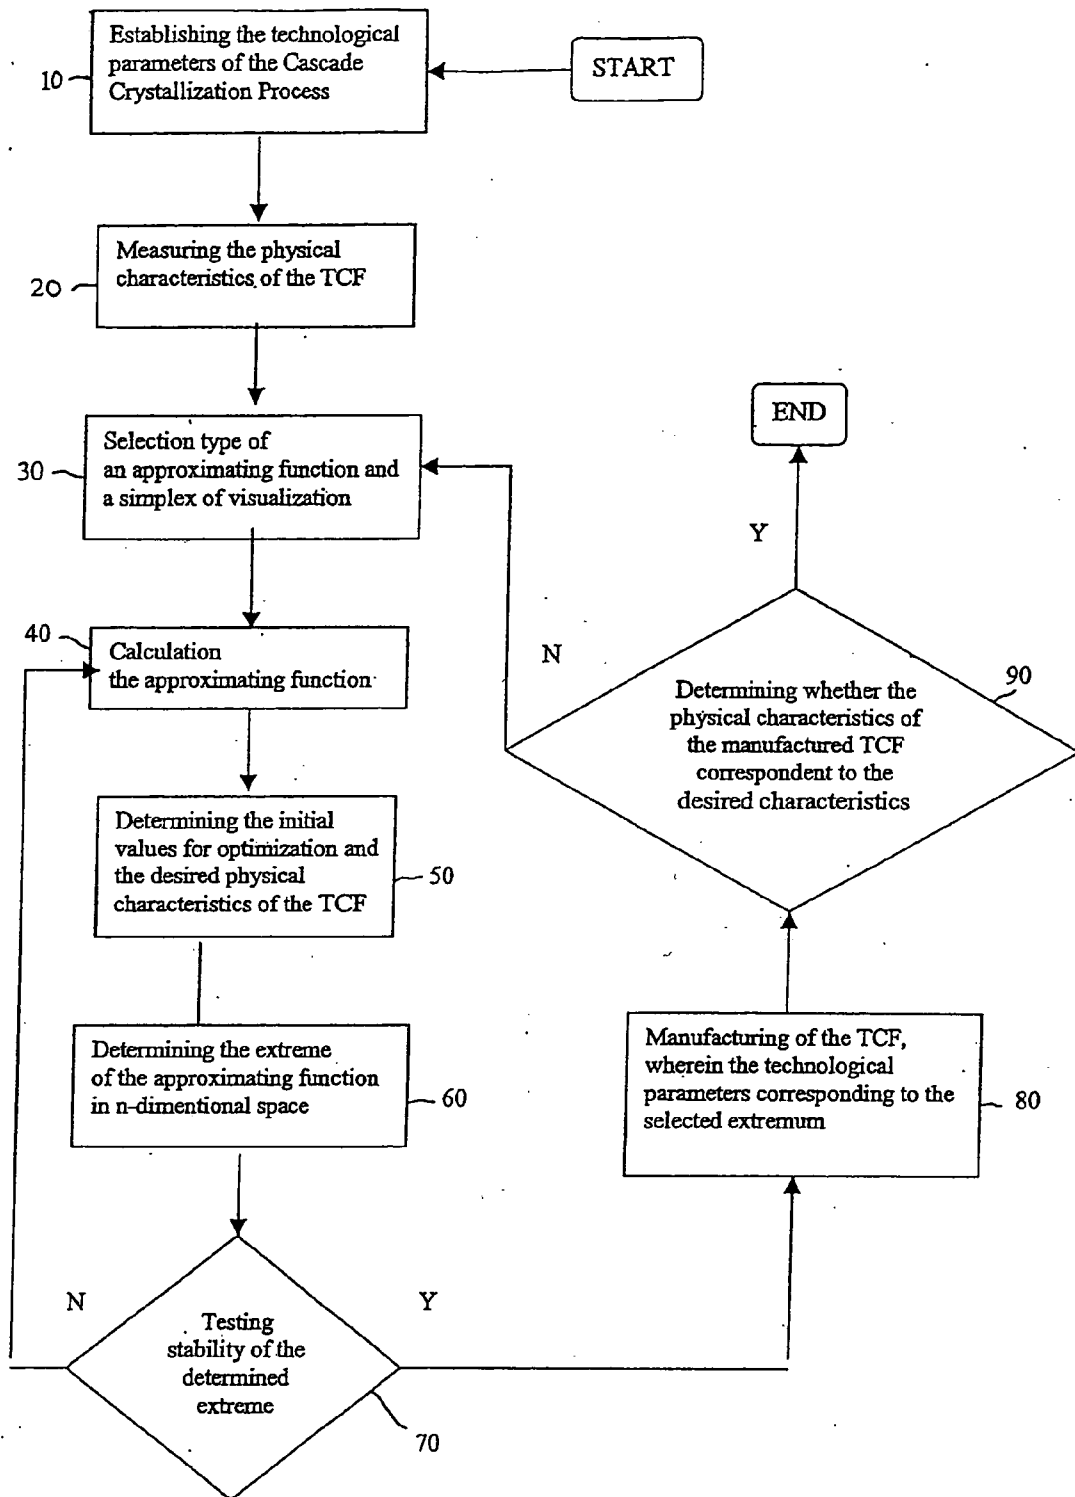 START
Establishing the technological
parameters of the Cascade
Crystallization Process
10
Measuring the physical
characteristics of the TCF
20
Selection type of
an approximating function and
a simplex of visualization
30
40
Calculation
the approximating function
Determining the initial
values for optimization and
the desired physical
characteristics of the TCF
50
Determining the extreme
of the approximating function
in n-dimentional space
60
N
Y
Testing
stability of the
determined
extreme
70
Manufacturing of the TCF,
wherein the technological
parameters corresponding to the
selected extremum
80
Determining whether the
physical characteristics of
the manufactured TCF
correspondent to the
desired characteristics
90
N
Y
END